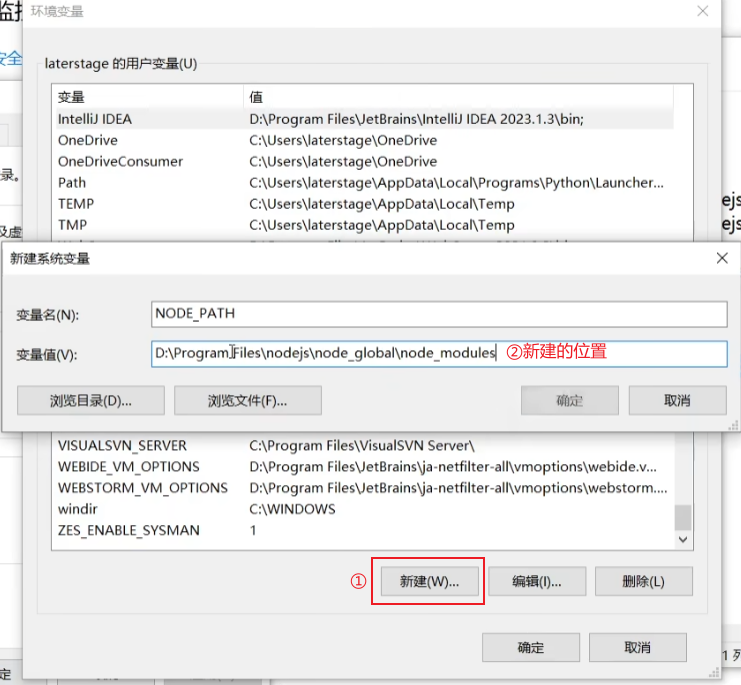 监
环境变量
安全
laterstage 的用户变量(U)
变量 值
IntelliJ IDEA D:\Program Files\JetBrains\IntelliJ IDEA 2023.1.3\bin;
OneDrive C:\Users\laterstage\OneDrive
OneDriveConsumer C:\Users\laterstage\OneDrive
Path C:\Users\laterstage\AppData\Local\Programs\Python\Launcher...
TEMP C:\Users\laterstage\AppData\Local\Temp
TMP C:\Users\laterstage\AppData\Local\Temp
录。
ejs
ejs
及虚
新建系统变量
变量名(N): NODE_PATH
变量值(V): D:\Program Files\nodejs\node_global\node_modules ②新建的位置
浏览目录(D)... 浏览文件(F)... 确定 取消
VISUALSVN_SERVER C:\Program Files\VisualSVN Server\
WEBIDE_VM_OPTIONS D:\Program Files\JetBrains\ja-netfilter-all\vmoptions\webide.v...
WEBSTORM_VM_OPTIONS D:\Program Files\JetBrains\ja-netfilter-all\vmoptions\webstorm....
windir C:\WINDOWS
ZES_ENABLE_SYSMAN 1
① 新建(W)... 编辑(I)... 删除(L)
确定 取消
1 列
定